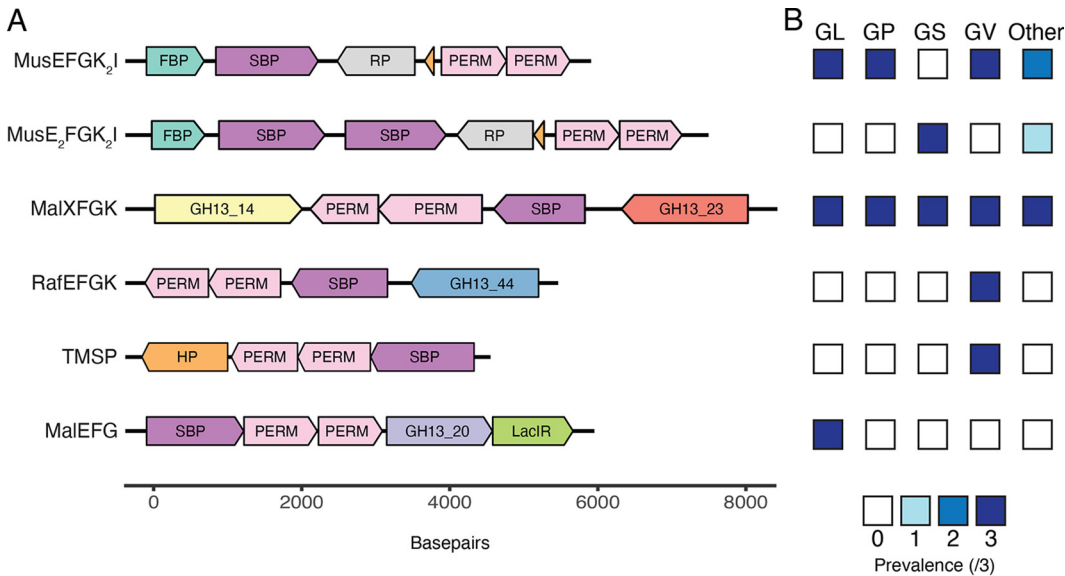 A
B
GL GP GS GV Other
MusEFGK₂I FBP SBP RP PERM PERM
MusE₂FGK₂I FBP SBP SBP RP PERM PERM
MalXFGK GH13_14 PERM PERM SBP GH13_23
RafEFGK PERM PERM SBP GH13_44
TMSP HP PERM PERM SBP
MalEFG SBP PERM PERM GH13_20 LacIR
0 2000 4000 6000 8000
Basepairs
0 1 2 3
Prevalence (/3)